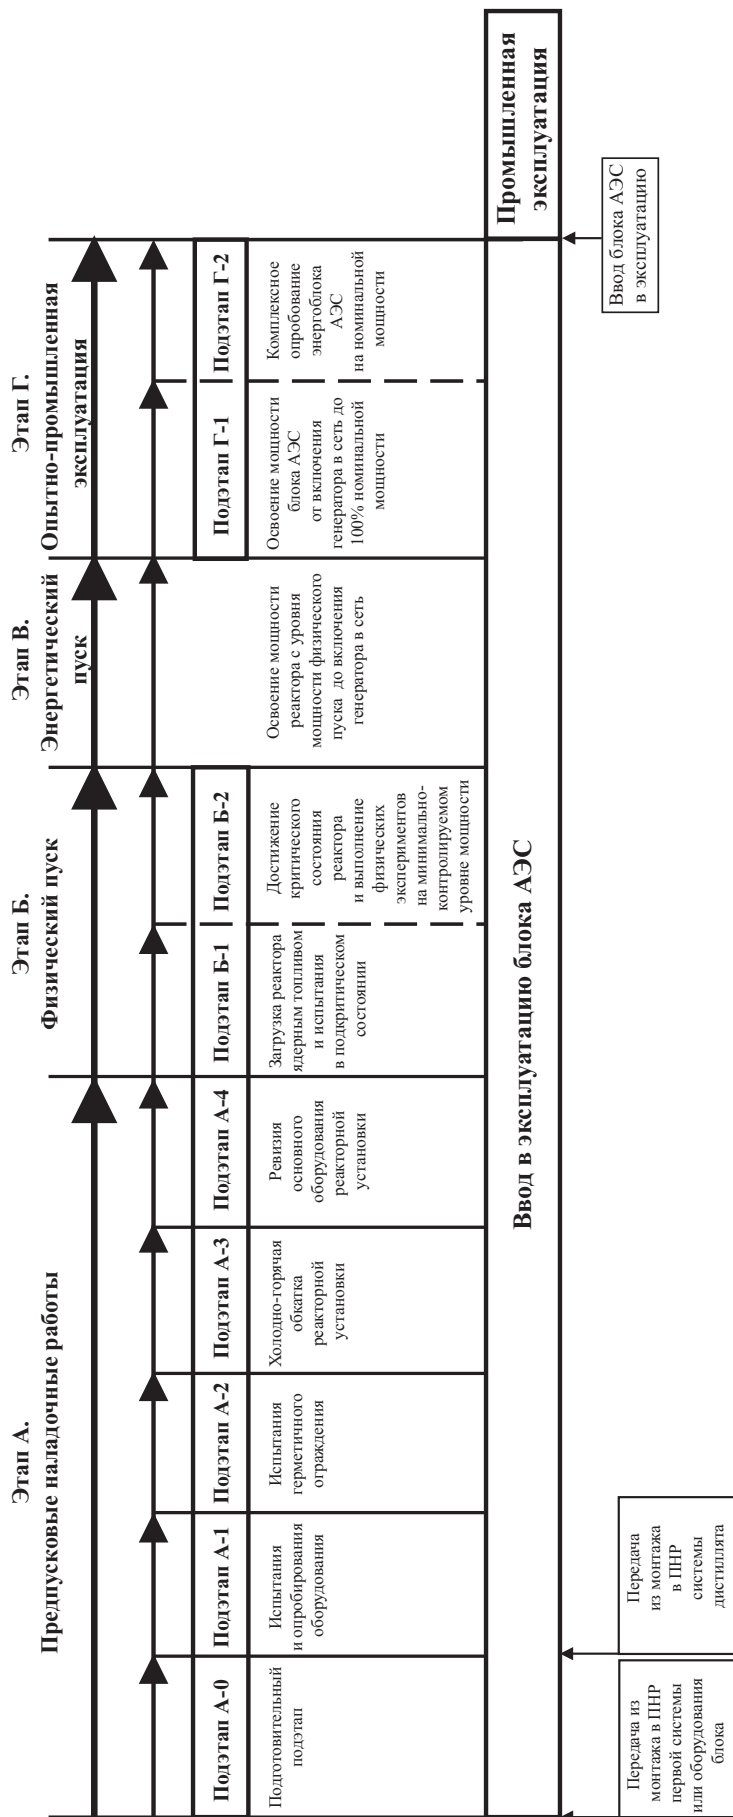 Этап А.
Предпусковые наладочные работы
Этап Б.
Физический пуск
Этап В.
Энергетический
пуск
Этап Г.
Опытно-промышленная
эксплуатация
Подэтап А-0
Подэтап А-1
Подэтап А-2
Подэтап А-3
Подэтап А-4
Подэтап Б-1
Подэтап Б-2
Подэтап Г-1
Подэтап Г-2
Подготовительный
подэтап
Испытания
и опробирования
оборудования
Испытания
герметичного
ограждения
Холодно-горячая
обкатка
реакторной
установки
Ревизия
основного
оборудования
реакторной
установки
Загрузка реактора
ядерным топливом
и испытания
в подкритическом
состоянии
Достижение
критического
состояния
реактора
и выполнение
физических
экспериментов
на минимально-
контролируемом
уровне мощности
Освоение мощности
реактора с уровня
мощности физического
пуска до включения
генератора в сеть
Освоение мощности
блока АЭС
от включения
генератора в сеть до
100% номинальной
мощности
Комплексное
опробование
энергоблока
АЭС
на номинальной
мощности
Ввод в эксплуатацию блока АЭС
Промышленная
эксплуатация
Передача из
монтажа в ПНР
первой системы
или оборудования
блока
Передача
из монтажа
в ПНР
системы
дистиллята
Ввод блока АЭС
в эксплуатацию